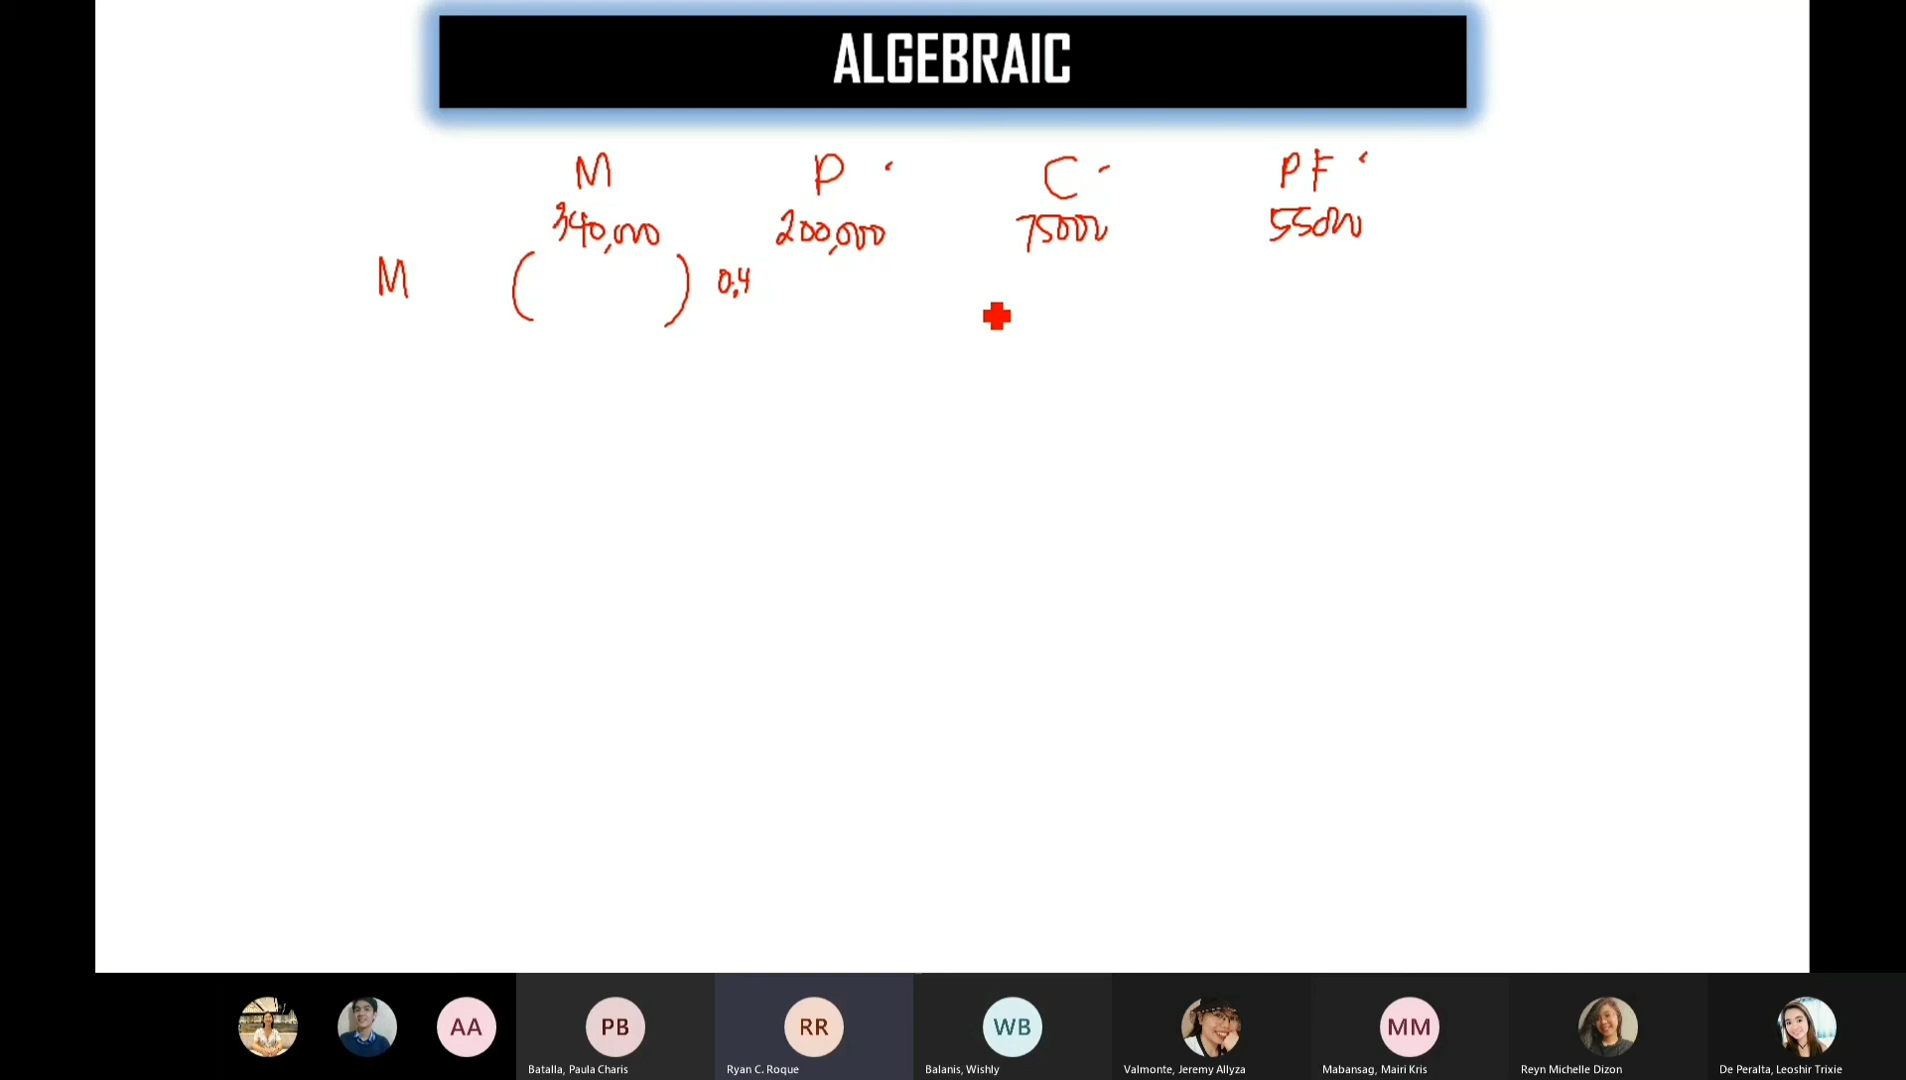 ALGEBRAIC
M P C PF
340,000 200,000 75000 55000
M ( ) 0.4
AA PB RR WB MM
Batalla, Paula Charis Ryan C. Roque Balanis, Wishly Valmonte, Jeremy Allyza Mabansag, Mairi Kris Reyn Michelle Dizon De Peralta, Leoshir Trixie